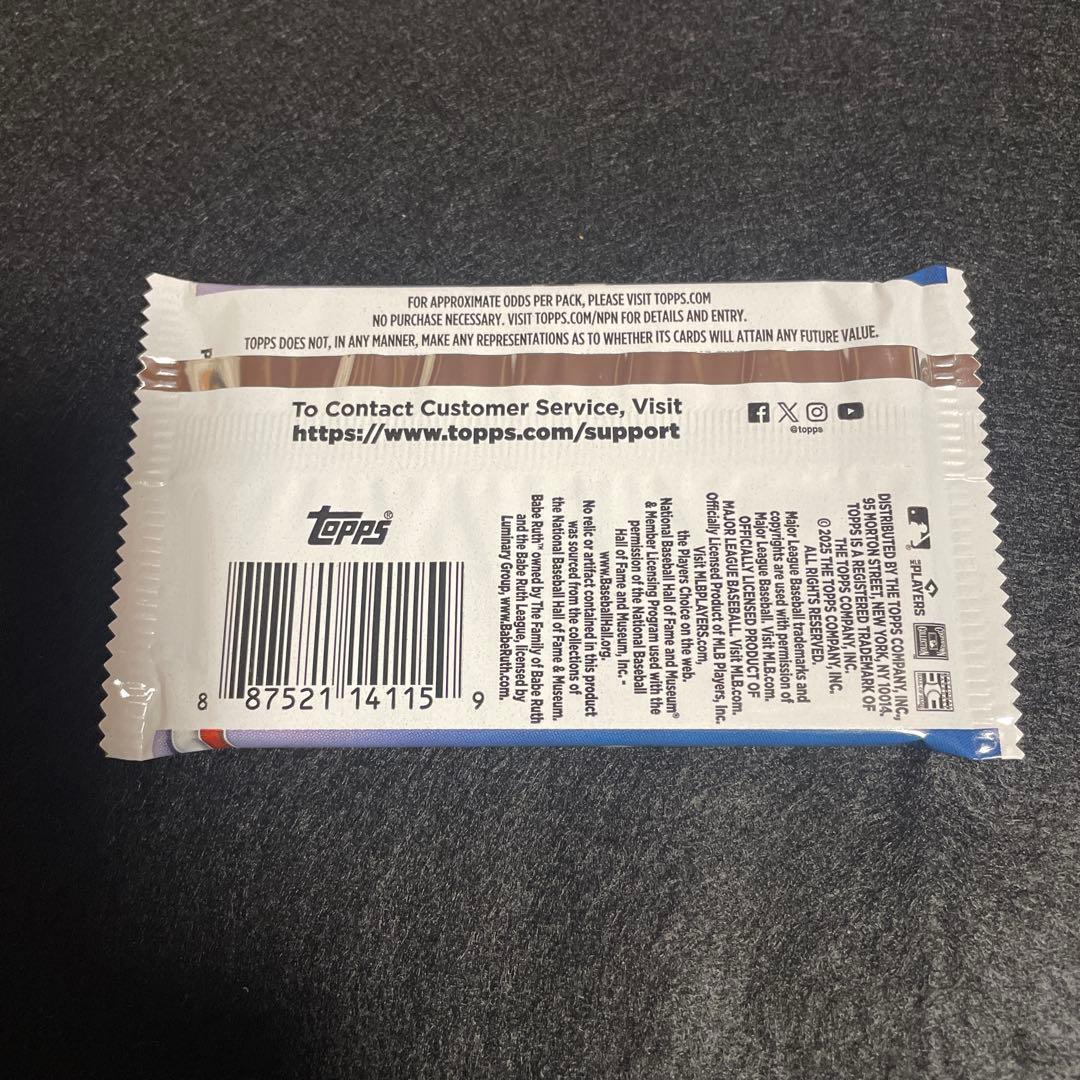 FOR APPROXIMATE ODDS PER PACK, PLEASE VISIT TOPPS.COM
NO PURCHASE NECESSARY. VISIT TOPPS.COM/NPN FOR DETAILS AND ENTRY.
TOPPS DOES NOT, IN ANY MANNER, MAKE ANY REPRESENTATIONS AS TO WHETHER ITS CARDS WILL ATTAIN ANY FUTURE VALUE.
P
To Contact Customer Service, Visit
https://www.topps.com/support
@topps
topps®
8 87521 14115 9
PLAYERS
DISTRIBUTED BY THE TOPPS COMPANY, INC.,
95 MORTON STREET, NEW YORK, NY 10014.
TOPPS IS A REGISTERED TRADEMARK OF
THE TOPPS COMPANY, INC.
© 2025 THE TOPPS COMPANY, INC.
ALL RIGHTS RESERVED.
Major League Baseball trademarks and
copyrights are used with permission of
Major League Baseball. Visit MLB.com.
OFFICIALLY LICENSED PRODUCT OF
MAJOR LEAGUE BASEBALL. Visit MLB.com.
Officially Licensed Product of MLB Players, Inc.
Visit MLBPLAYERS.com,
the Players Choice on the web.
National Baseball Hall of Fame and Museum®
& Member Licensing Program used with the
permission of the National Baseball
Hall of Fame and Museum, Inc. -
www.BaseballHall.org.
No relic or artifact contained in this product
was sourced from the collections of
the National Baseball Hall of Fame & Museum.
Babe Ruth™ owned by The Family of Babe Ruth
and the Babe Ruth League, licensed by
Luminary Group, www.BabeRuth.com.